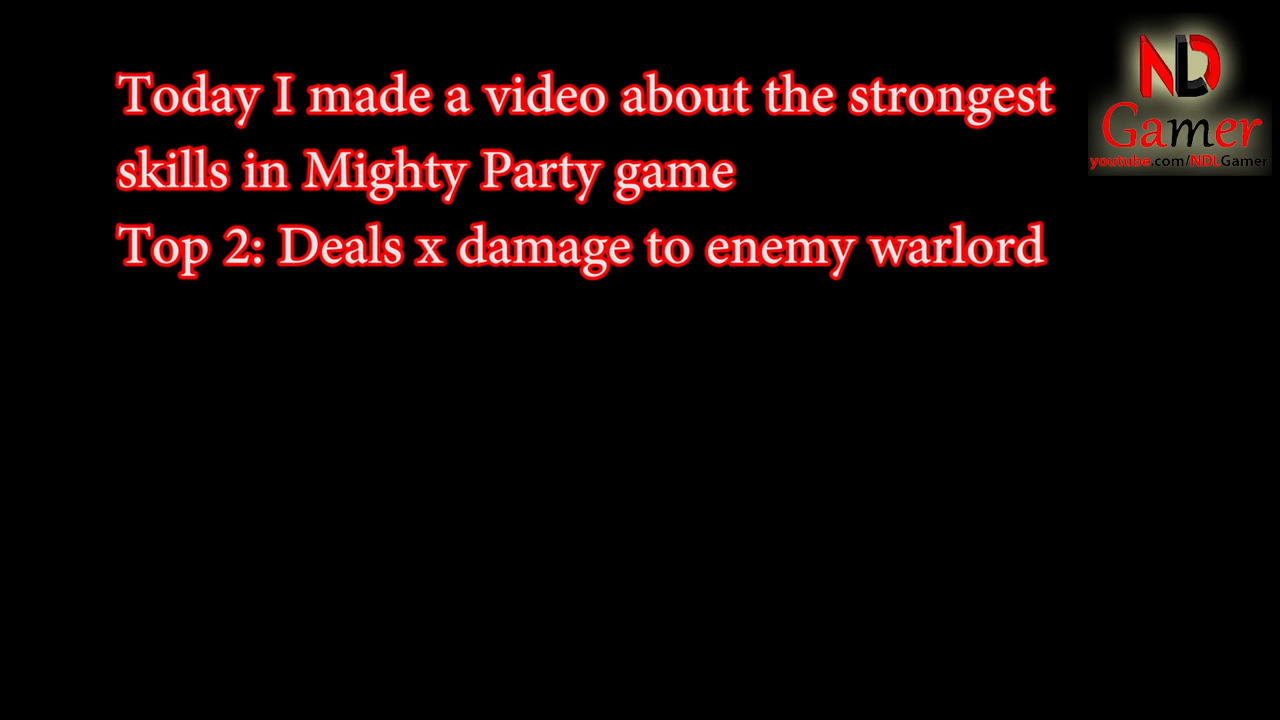 Today I made a video about the strongest
skills in Mighty Party game
Top 2: Deals x damage to enemy warlord
NDL
Gamer
youtube.com/NDLGamer